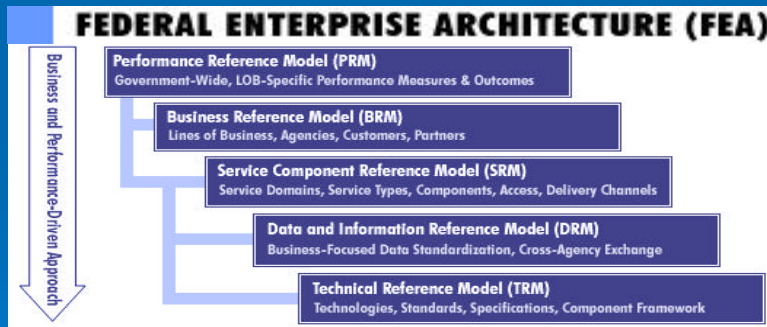 FEDERAL ENTERPRISE ARCHITECTURE (FEA)
Business and Performance-Driven Approach
Performance Reference Model (PRM)
Government-Wide, LOB-Specific Performance Measures & Outcomes
Business Reference Model (BRM)
Lines of Business, Agencies, Customers, Partners
Service Component Reference Model (SRM)
Service Domains, Service Types, Components, Access, Delivery Channels
Data and Information Reference Model (DRM)
Business-Focused Data Standardization, Cross-Agency Exchange
Technical Reference Model (TRM)
Technologies, Standards, Specifications, Component Framework